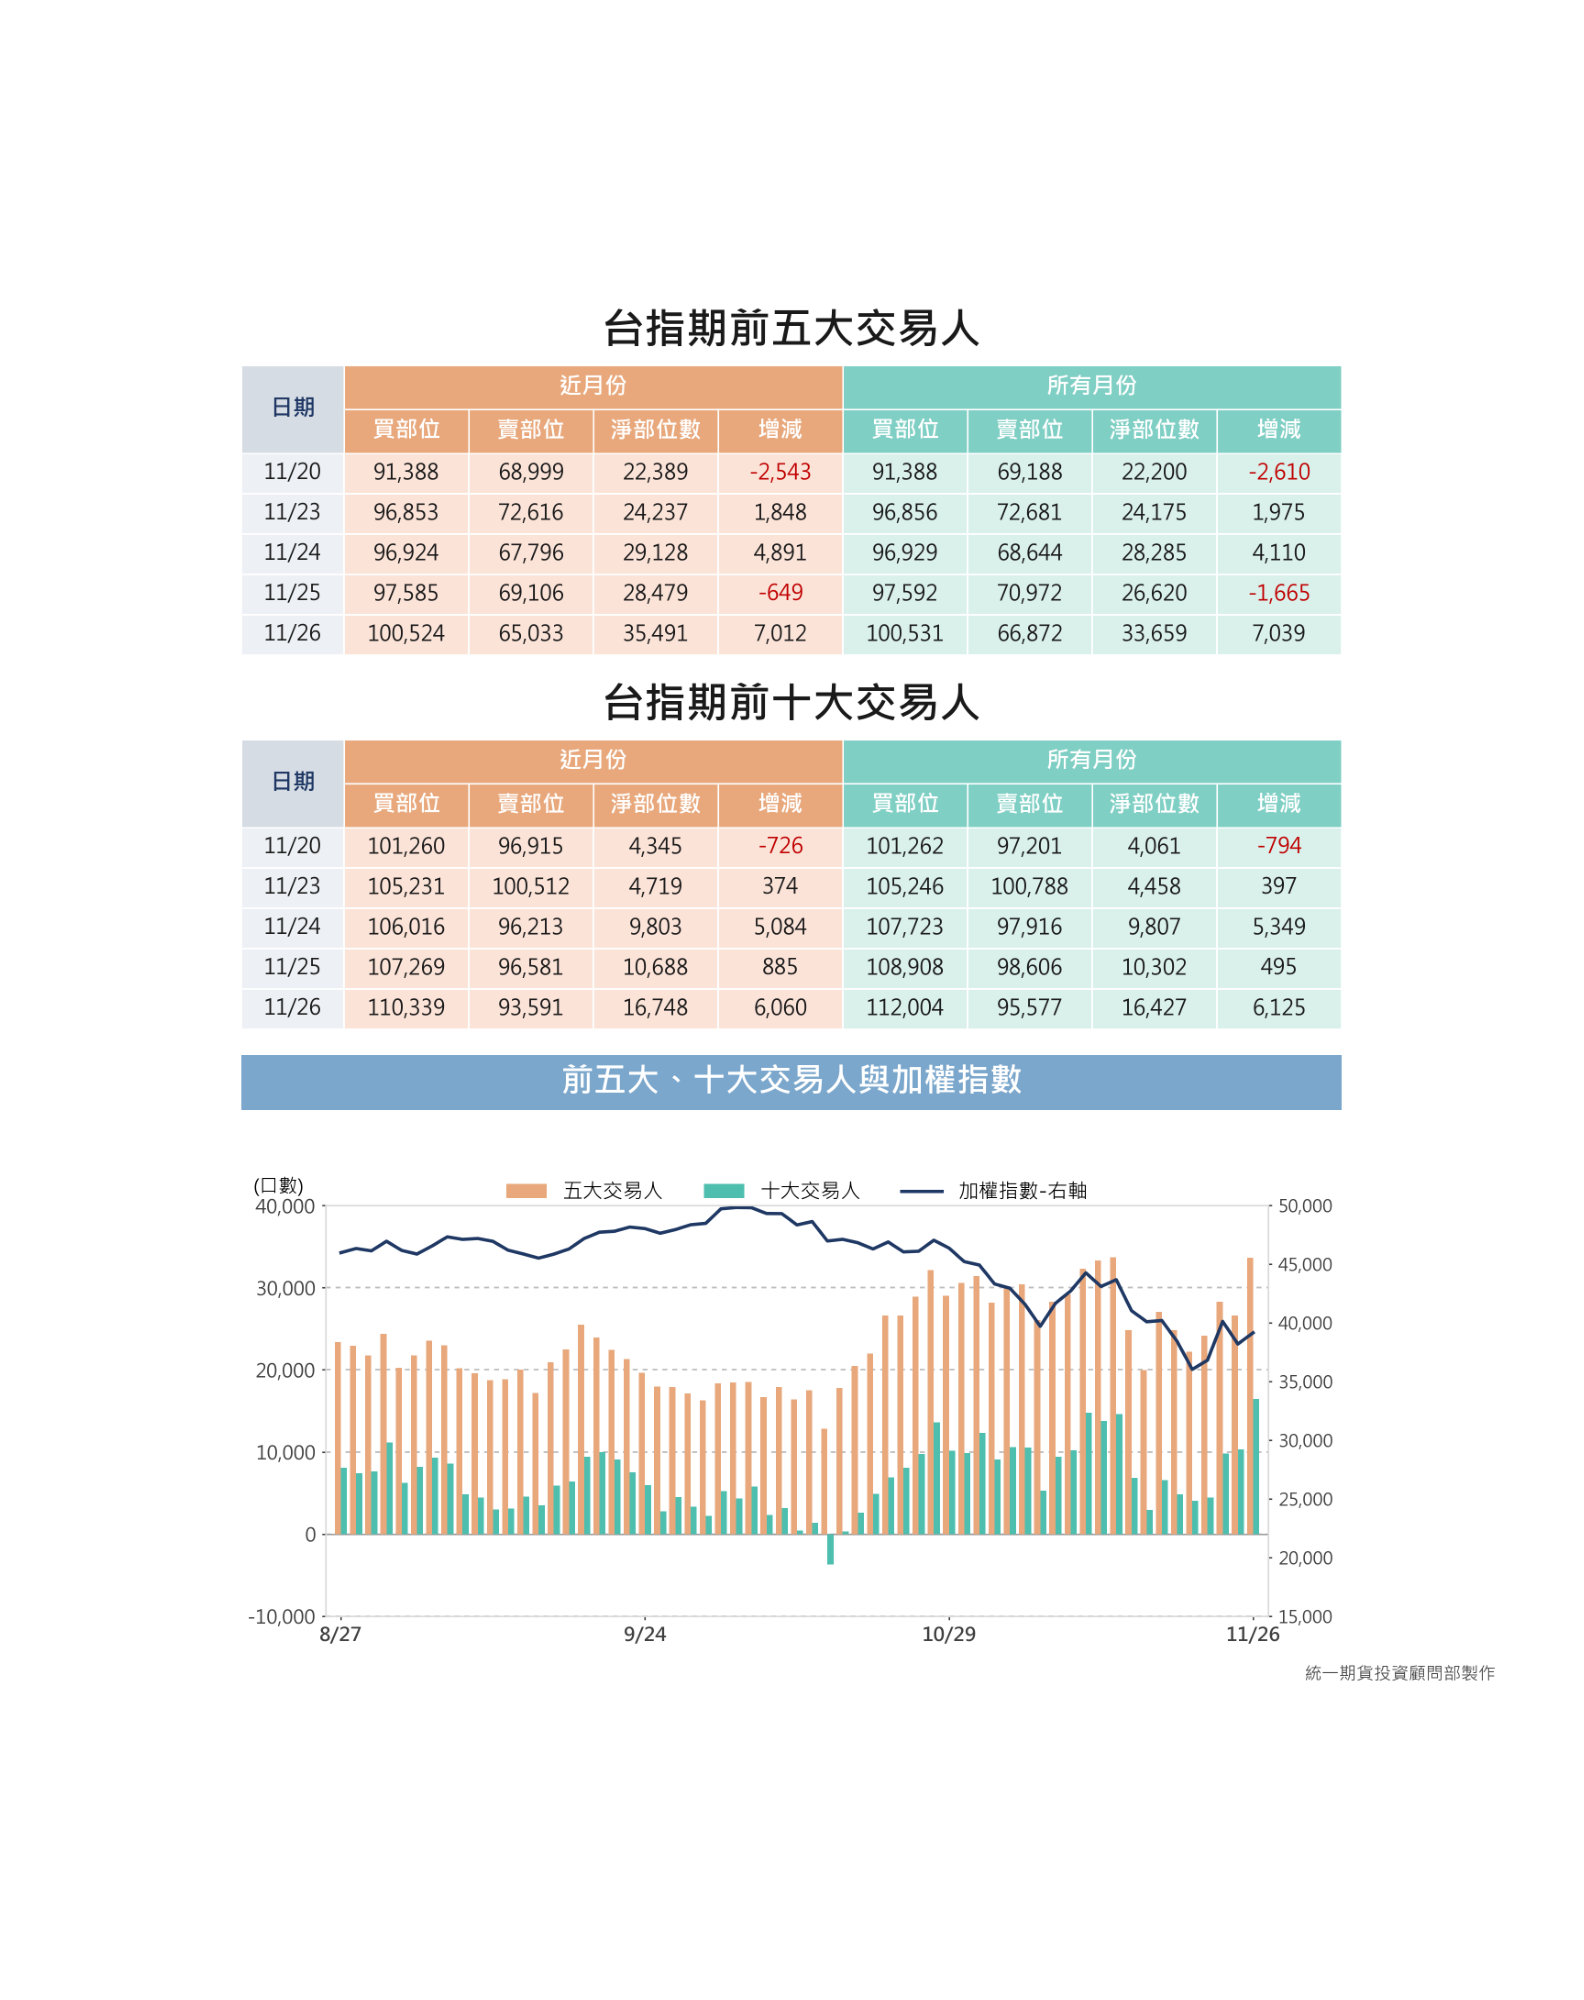 台指期前五大交易人
日期 近月份 所有月份
買部位 賣部位 淨部位數 增減 買部位 賣部位 淨部位數 增減
11/20 91,388 68,999 22,389 -2,543 91,388 69,188 22,200 -2,610
11/23 96,853 72,616 24,237 1,848 96,856 72,681 24,175 1,975
11/24 96,924 67,796 29,128 4,891 96,929 68,644 28,285 4,110
11/25 97,585 69,106 28,479 -649 97,592 70,972 26,620 -1,665
11/26 100,524 65,033 35,491 7,012 100,531 66,872 33,659 7,039
台指期前十大交易人
日期 近月份 所有月份
買部位 賣部位 淨部位數 增減 買部位 賣部位 淨部位數 增減
11/20 101,260 96,915 4,345 -726 101,262 97,201 4,061 -794
11/23 105,231 100,512 4,719 374 105,246 100,788 4,458 397
11/24 106,016 96,213 9,803 5,084 107,723 97,916 9,807 5,349
11/25 107,269 96,581 10,688 885 108,908 98,606 10,302 495
11/26 110,339 93,591 16,748 6,060 112,004 95,577 16,427 6,125
前五大、十大交易人與加權指數
(口數) 五大交易人 十大交易人 加權指數-右軸
40,000 50,000
45,000
30,000
40,000
20,000 35,000
10,000 30,000
25,000
0
20,000
-10,000 15,000
8/27 9/24 10/29 11/26
統一期貨投資顧問部製作